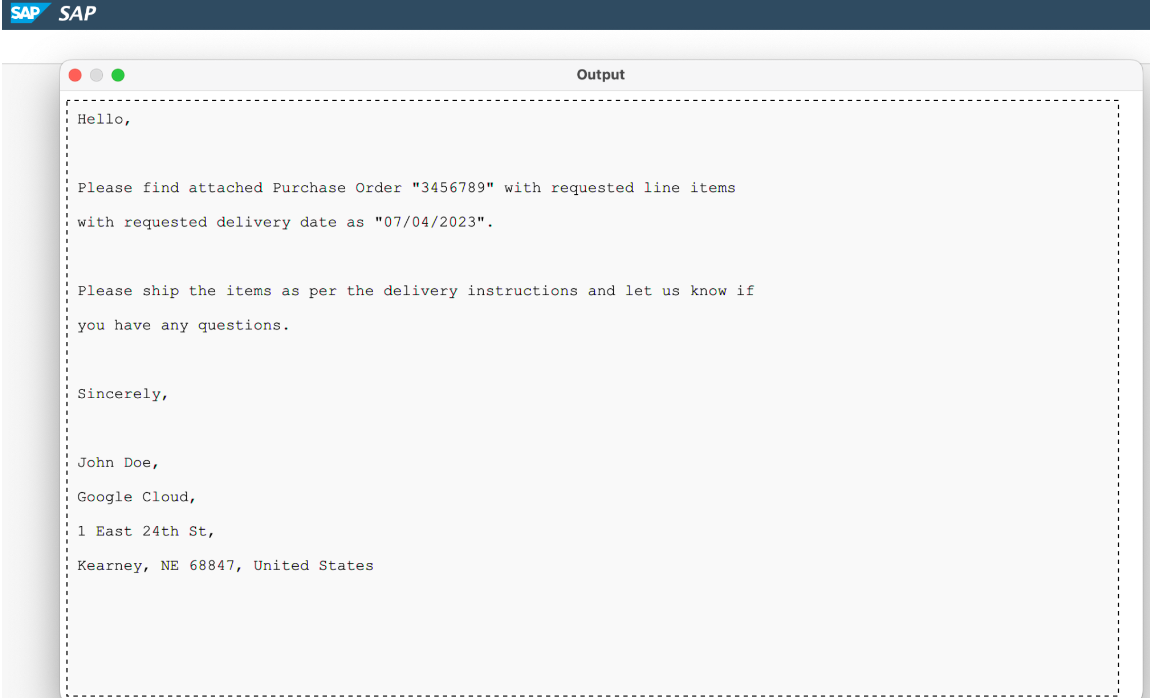 SAP SAP
Output
Hello,
Please find attached Purchase Order "3456789" with requested line items
with requested delivery date as "07/04/2023".
Please ship the items as per the delivery instructions and let us know if
you have any questions.
Sincerely,
John Doe,
Google Cloud,
1 East 24th St,
Kearney, NE 68847, United States